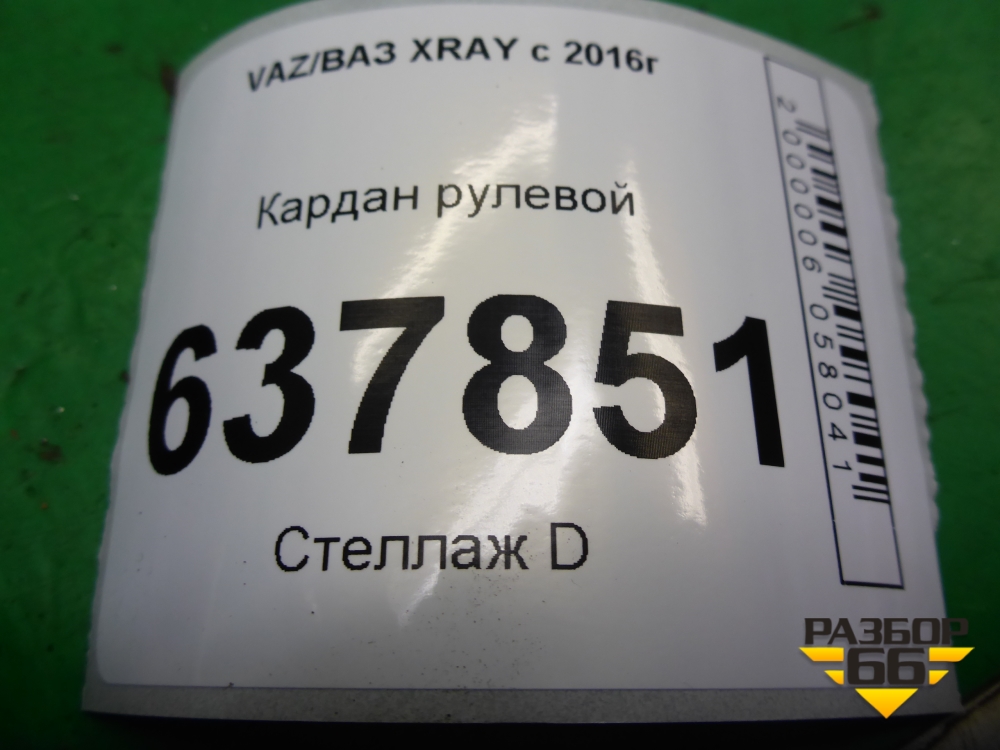 VAZ/ВАЗ XRAY с 2016г
Кардан рулевой
637851
Стеллаж D
2000006058041
РАЗБОР
66